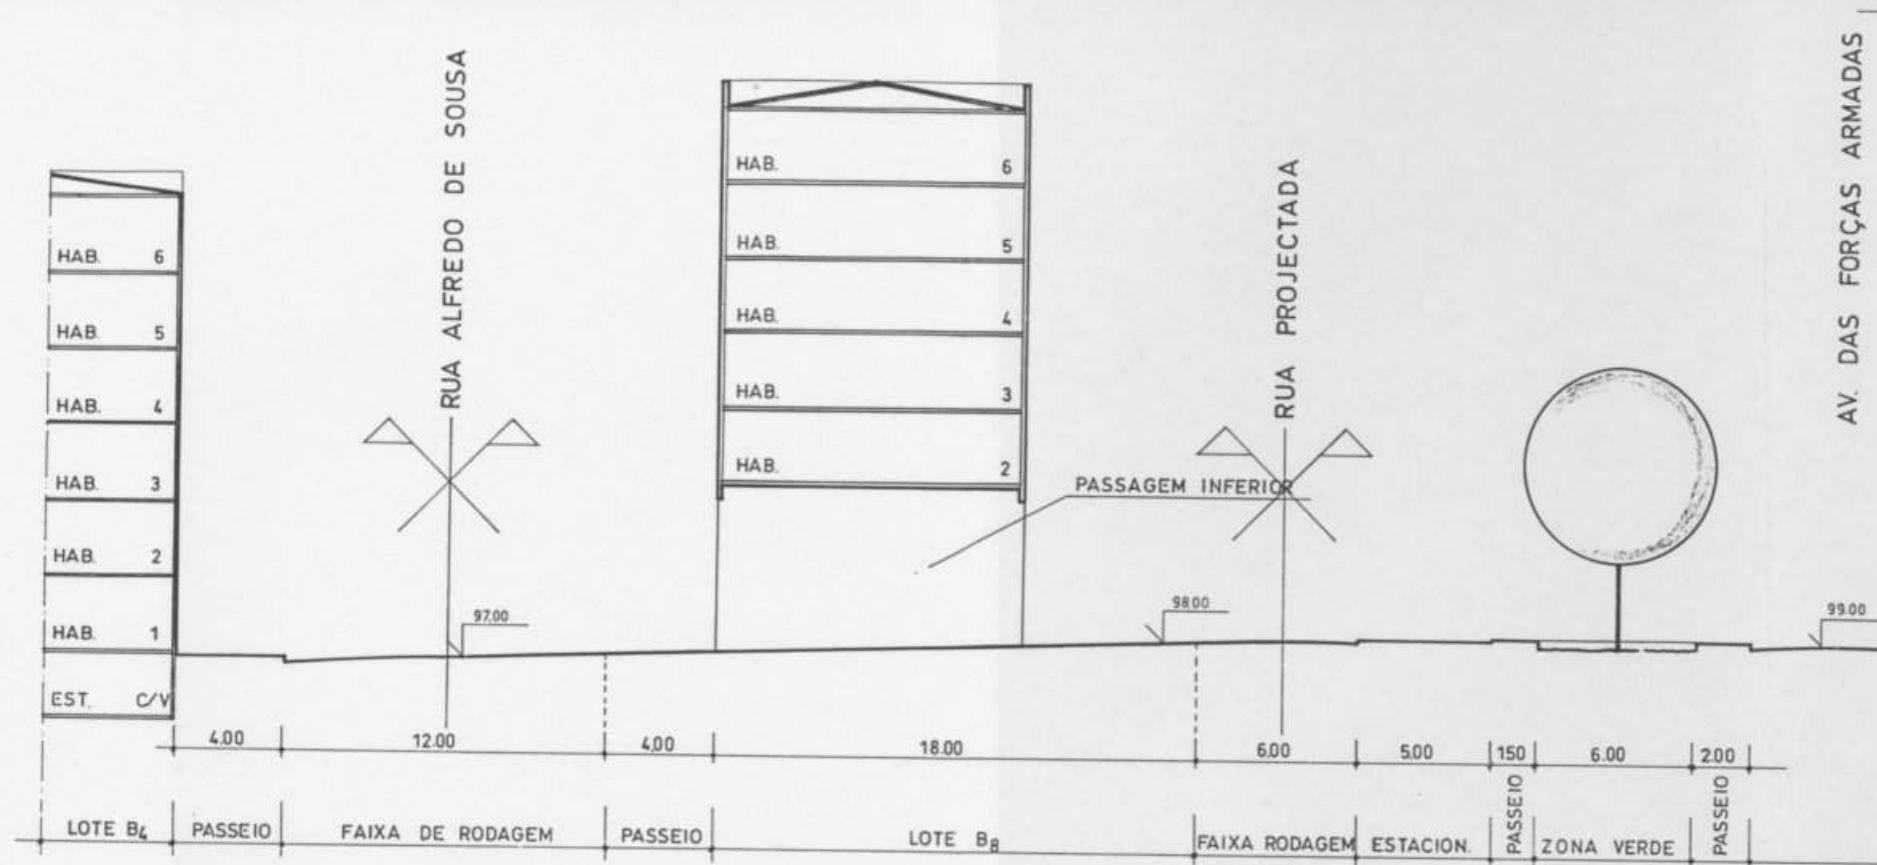 RUA ALFREDO DE SOUSA
RUA PROJECTADA
AV. DAS FORÇAS ARMADAS
HAB. 6
HAB. 5
HAB. 4
HAB. 3
HAB. 2
HAB. 1
EST. C/V
HAB. 6
HAB. 5
HAB. 4
HAB. 3
HAB. 2
PASSAGEM INFERIOR
97.00
98.00
99.00
4.00 12.00 4.00 18.00 6.00 5.00 1.50 6.00 2.00
LOTE B4 PASSEIO FAIXA DE RODAGEM PASSEIO LOTE B8 FAIXA RODAGEM ESTACION. PASSEIO ZONA VERDE PASSEIO